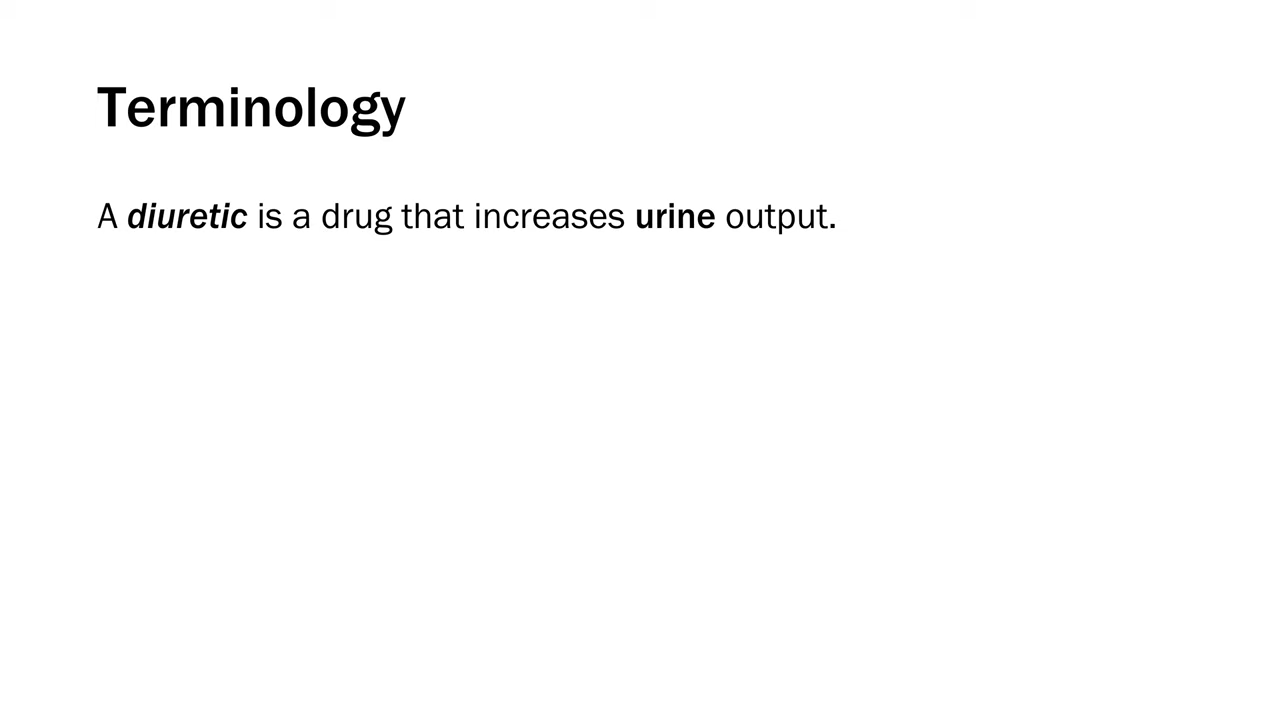 Terminology
A diuretic is a drug that increases urine output.